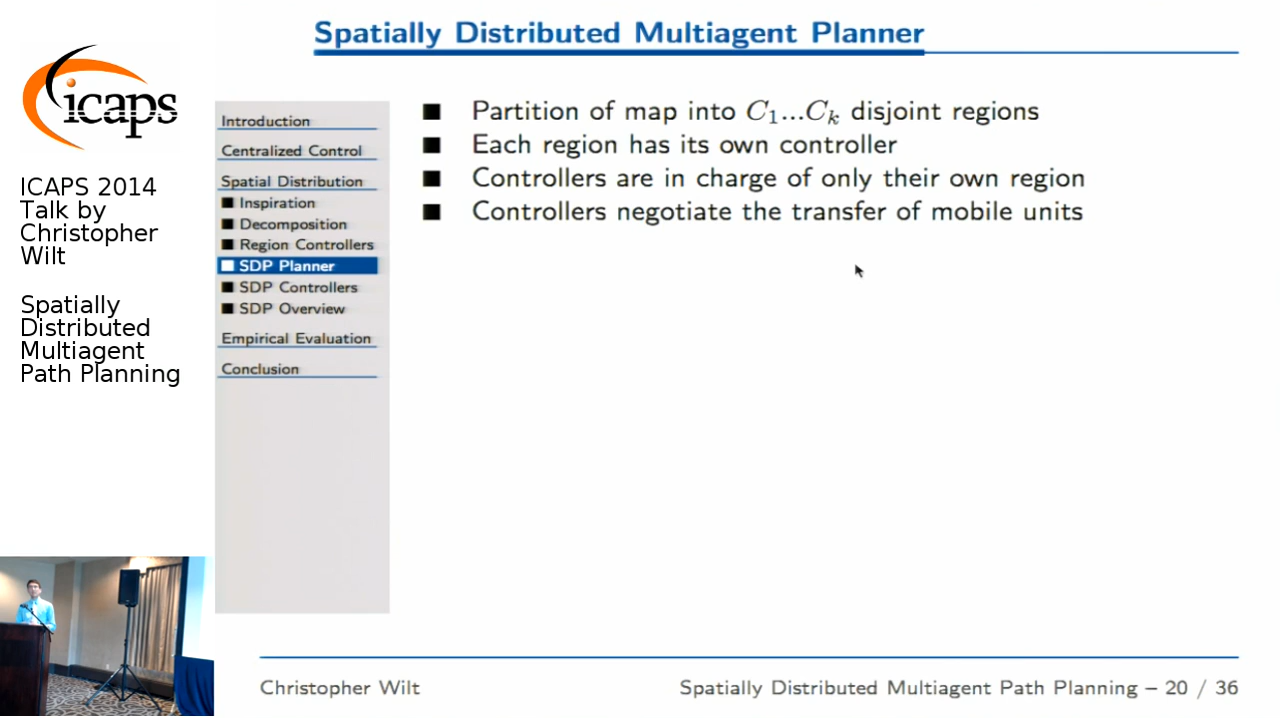 icaps
ICAPS 2014
Talk by
Christopher
Wilt
Spatially
Distributed
Multiagent
Path Planning
Spatially Distributed Multiagent Planner
Introduction
Centralized Control
Spatial Distribution
■ Inspiration
■ Decomposition
■ Region Controllers
■ SDP Planner
■ SDP Controllers
■ SDP Overview
Empirical Evaluation
Conclusion
■ Partition of map into C₁...Cₖ disjoint regions
■ Each region has its own controller
■ Controllers are in charge of only their own region
■ Controllers negotiate the transfer of mobile units
Christopher Wilt
Spatially Distributed Multiagent Path Planning – 20 / 36